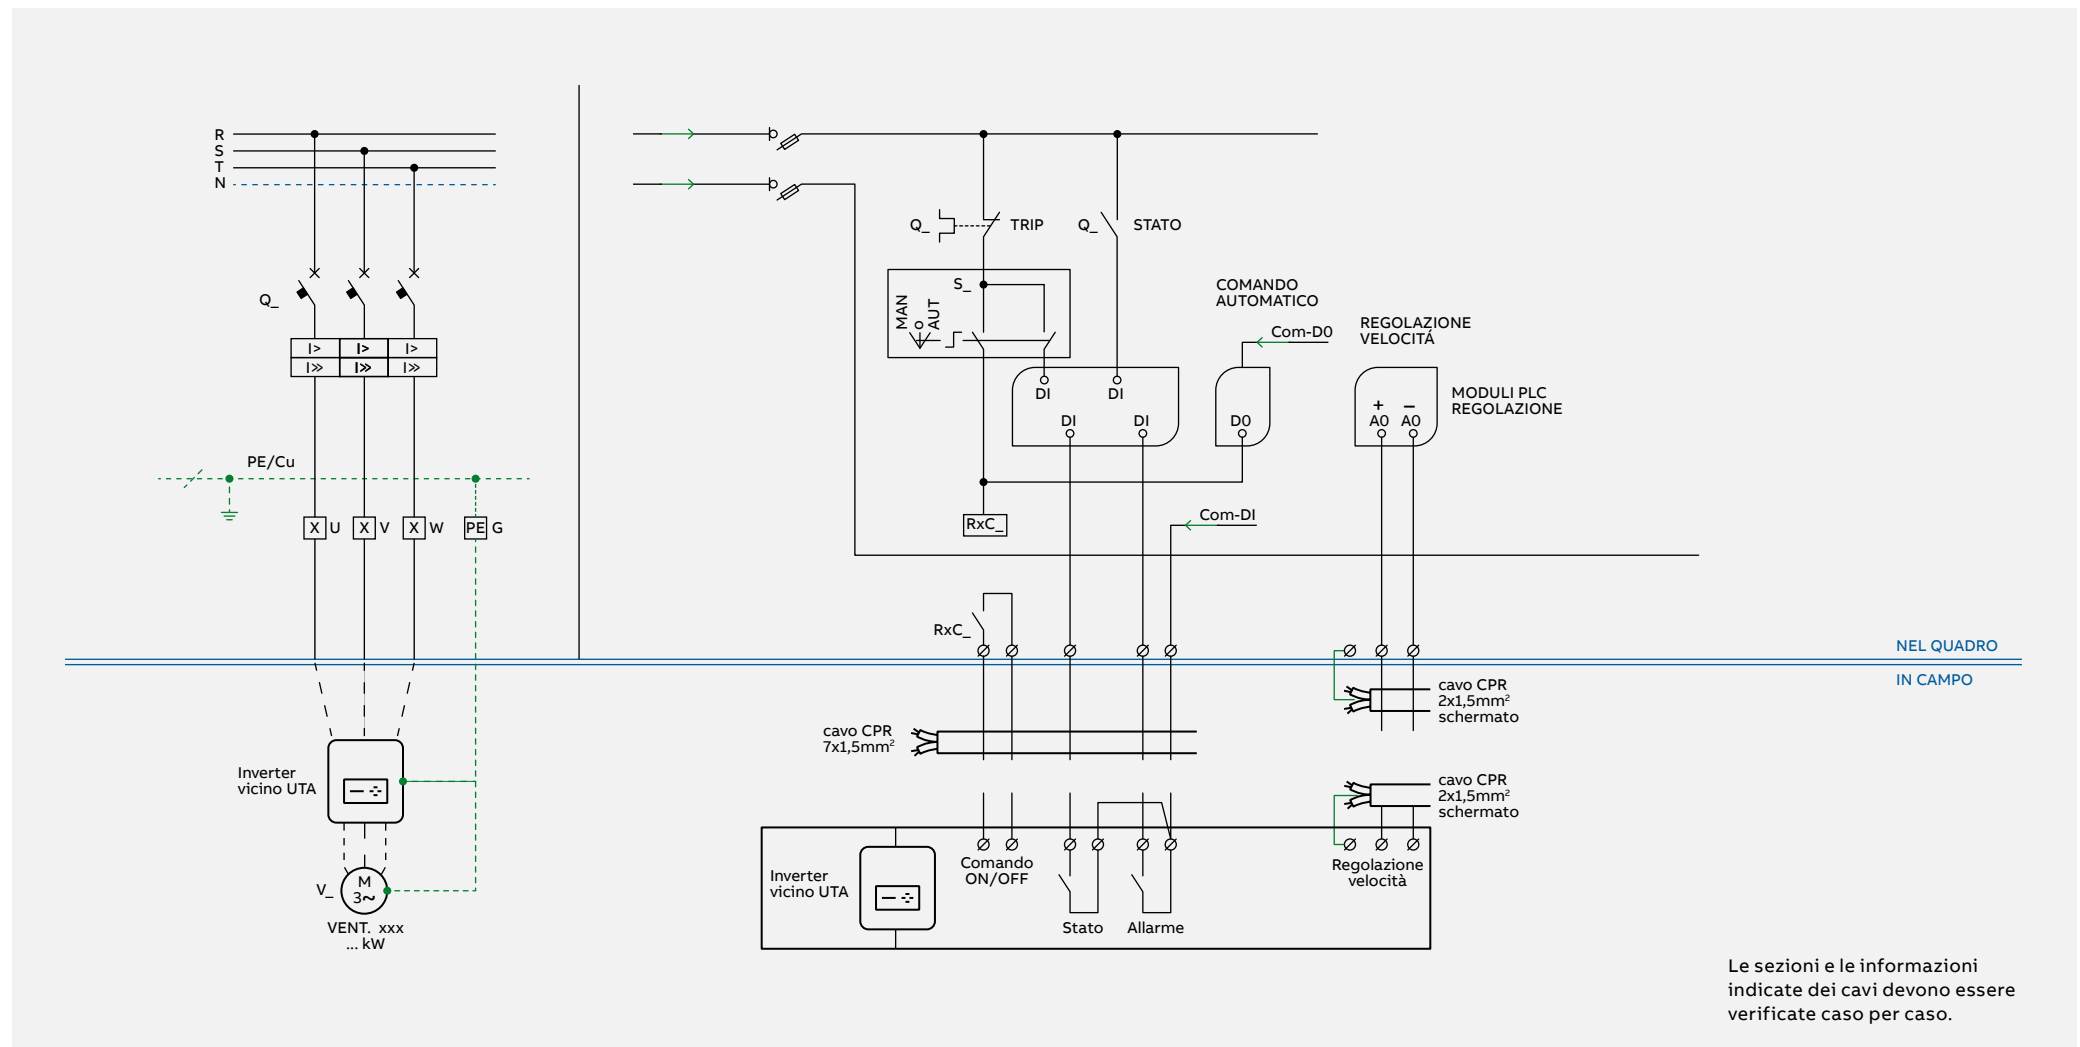 R
S
T
N
Q_
I>
I>
I>
I>>
I>>
I>>
PE/Cu
X U
X V
X W
PE G
Inverter
vicino UTA
V_
M
3~
VENT. xxx
... kW
Q_
TRIP
Q_
STATO
S_
MAN
O
AUT
COMANDO
AUTOMATICO
Com-D0
REGOLAZIONE
VELOCITÁ
MODULI PLC
REGOLAZIONE
DI
DI
DI
DI
D0
+
−
A0
A0
RxC_
Com-DI
RxC_
NEL QUADRO
IN CAMPO
cavo CPR
2x1,5mm²
schermato
cavo CPR
7x1,5mm²
cavo CPR
2x1,5mm²
schermato
Inverter
vicino UTA
Comando
ON/OFF
Stato
Allarme
Regolazione
velocità
Le sezioni e le informazioni
indicate dei cavi devono essere
verificate caso per caso.